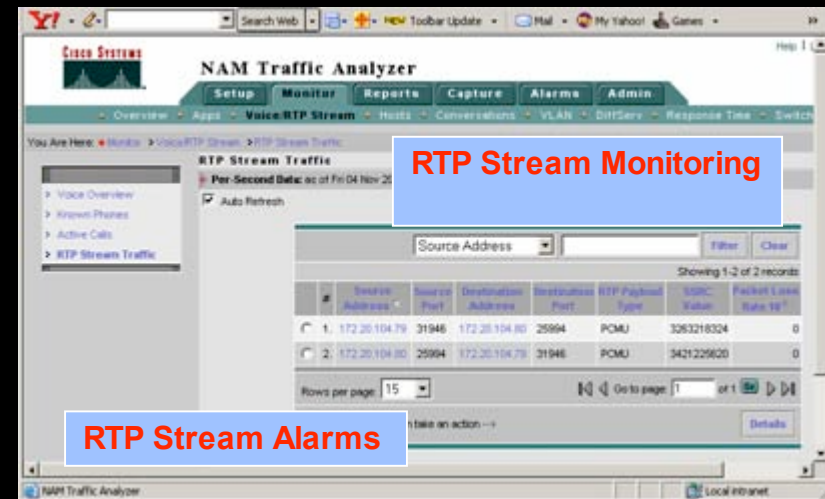 Y!
Search Web
NEW Toolbar Update
Mail
My Yahoo!
Games
»
CISCO SYSTEMS
Help
NAM Traffic Analyzer
Setup Monitor Reports Capture Alarms Admin
Overview Apps Voice/RTP Stream Hosts Conversations VLAN DiffServ Response Time Switch
You Are Here: Monitor > Voice/RTP Stream > RTP Stream Traffic
RTP Stream Traffic
RTP Stream Monitoring
Per-Second Data: as of Fri 04 Nov 20
Auto Refresh
Voice Overview
Known Phones
Active Calls
RTP Stream Traffic
Source Address
Filter
Clear
Showing 1-2 of 2 records
# Source Address Source Port Destination Address Destination Port RTP Payload Type SSRC Value Packet Loss Rate
1. 172.20.104.79 31946 172.20.104.80 25994 PCMU 3263218324 0
2. 172.20.104.80 25994 172.20.104.79 31946 PCMU 3421225820 0
Rows per page: 15
Go to page: 1 of 1 Go
take an action -->
Details
RTP Stream Alarms
NAM Traffic Analyzer
Local intranet